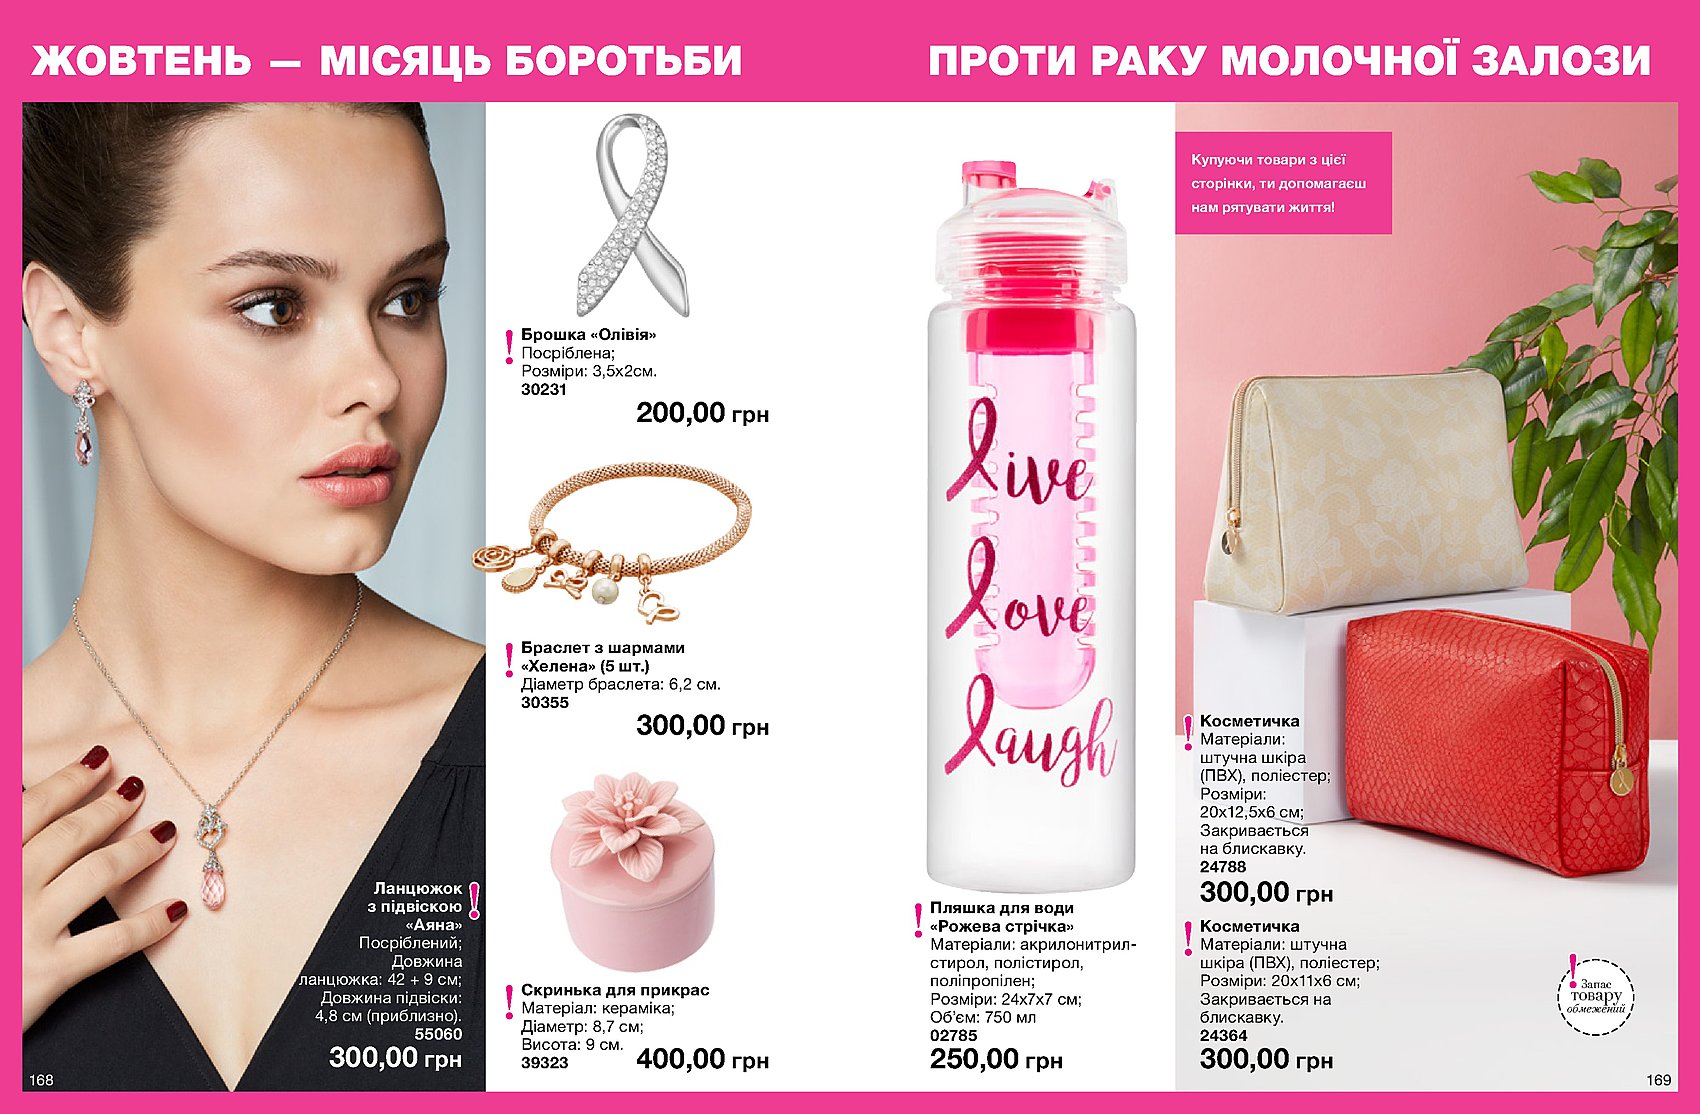 ЖОВТЕНЬ — МІСЯЦЬ БОРОТЬБИ
ПРОТИ РАКУ МОЛОЧНОЇ ЗАЛОЗИ
Ланцюжок
з підвіскою
«Аяна»
Посріблений;
Довжина
ланцюжка: 42 + 9 см;
Довжина підвіски:
4,8 см (приблизно).
55060
300,00 грн
168
Брошка «Олівія»
Посріблена;
Розміри: 3,5х2см.
30231
200,00 грн
Браслет з шармами
«Хелена» (5 шт.)
Діаметр браслета: 6,2 см.
30355
300,00 грн
Скринька для прикрас
Матеріал: кераміка;
Діаметр: 8,7 см;
Висота: 9 см.
39323
400,00 грн
live
love
laugh
Пляшка для води
«Рожева стрічка»
Матеріали: акрилонитрил-
стирол, полістирол,
поліпропілен;
Розміри: 24х7х7 см;
Об'єм: 750 мл
02785
250,00 грн
Купуючи товари з цієї
сторінки, ти допомагаєш
нам рятувати життя!
Косметичка
Матеріали:
штучна шкіра
(ПВХ), поліестер;
Розміри:
20х12,5х6 см;
Закривається
на блискавку.
24788
300,00 грн
Косметичка
Матеріали: штучна
шкіра (ПВХ), поліестер;
Розміри: 20х11х6 см;
Закривається на
блискавку.
24364
300,00 грн
Запас
товару
обмежений
169